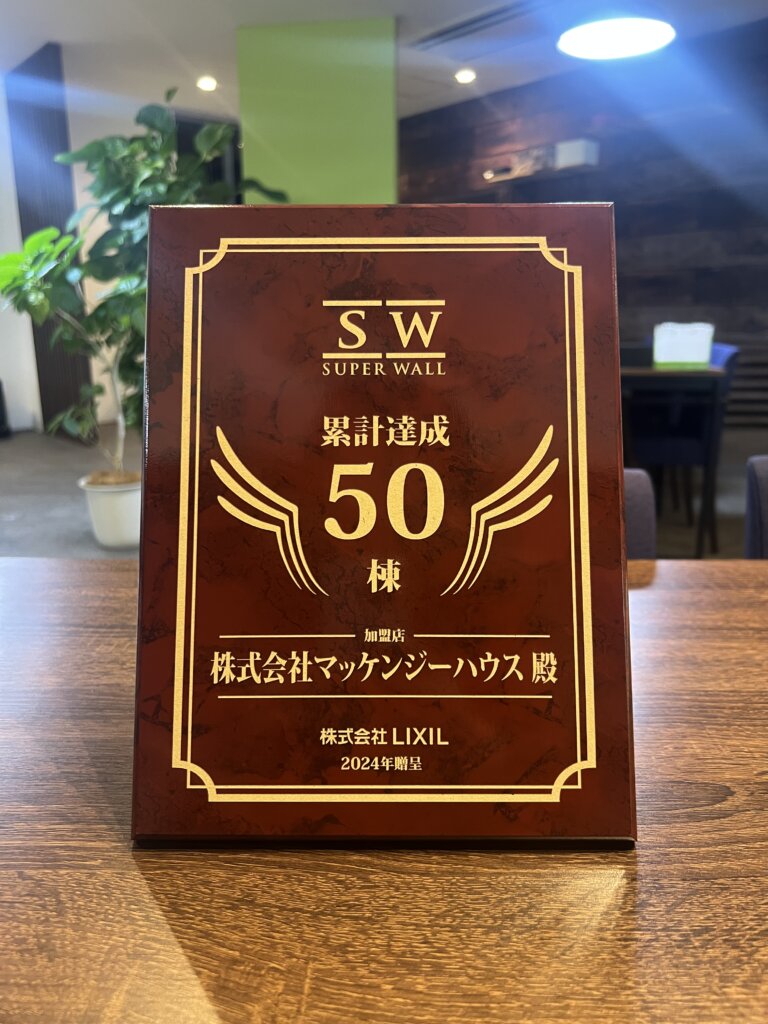 SW
SUPER WALL
累計達成
50
棟
加盟店
株式会社マッケンジーハウス 殿
株式会社 LIXIL
2024年贈呈